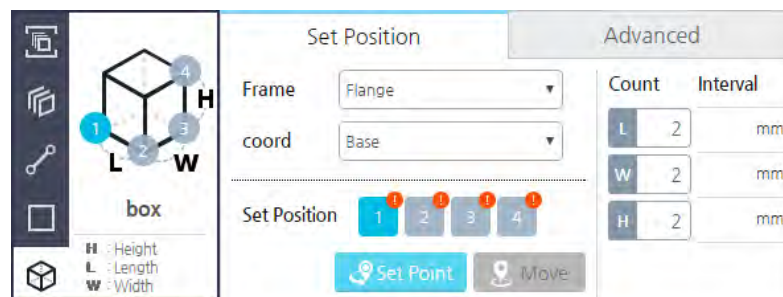 Set Position
Advanced
1
2
3
4
H
L
W
box
H : Height
L : Length
W : Width
Frame
Flange
coord
Base
Set Position
1
!
2
!
3
!
4
!
Set Point
Move
Count
Interval
L
2
mm
W
2
mm
H
2
mm